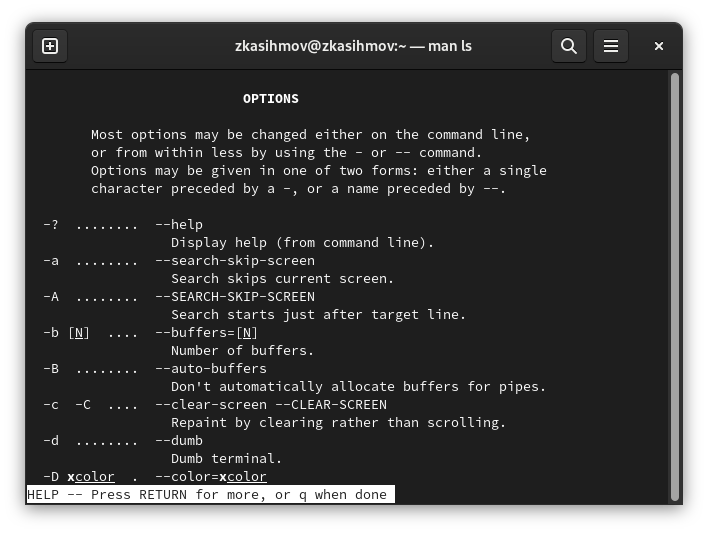 zkasihmov@zkasihmov:~ — man ls
OPTIONS
Most options may be changed either on the command line,
or from within less by using the - or -- command.
Options may be given in one of two forms: either a single
character preceded by a -, or a name preceded by --.
-? ........ --help
Display help (from command line).
-a ........ --search-skip-screen
Search skips current screen.
-A ........ --SEARCH-SKIP-SCREEN
Search starts just after target line.
-b [N] .... --buffers=[N]
Number of buffers.
-B ........ --auto-buffers
Don't automatically allocate buffers for pipes.
-c -C .... --clear-screen --CLEAR-SCREEN
Repaint by clearing rather than scrolling.
-d ........ --dumb
Dumb terminal.
-D xcolor . --color=xcolor
HELP -- Press RETURN for more, or q when done